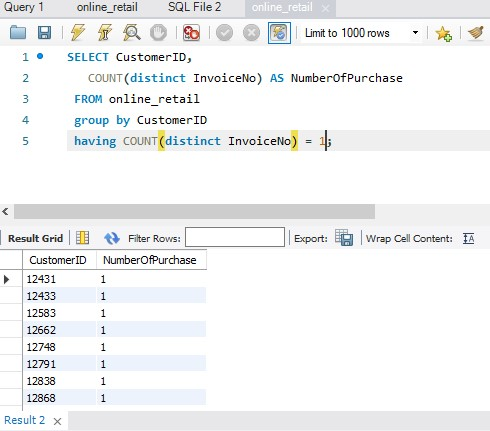 Query 1 online_retail SQL File 2 online_retail
Limit to 1000 rows
1 SELECT CustomerID,
2 COUNT(distinct InvoiceNo) AS NumberOfPurchase
3 FROM online_retail
4 group by CustomerID
5 having COUNT(distinct InvoiceNo) = 1;
Result Grid Filter Rows: Export: Wrap Cell Content:
CustomerID NumberOfPurchase
12431 1
12433 1
12583 1
12662 1
12748 1
12791 1
12838 1
12868 1
Result 2